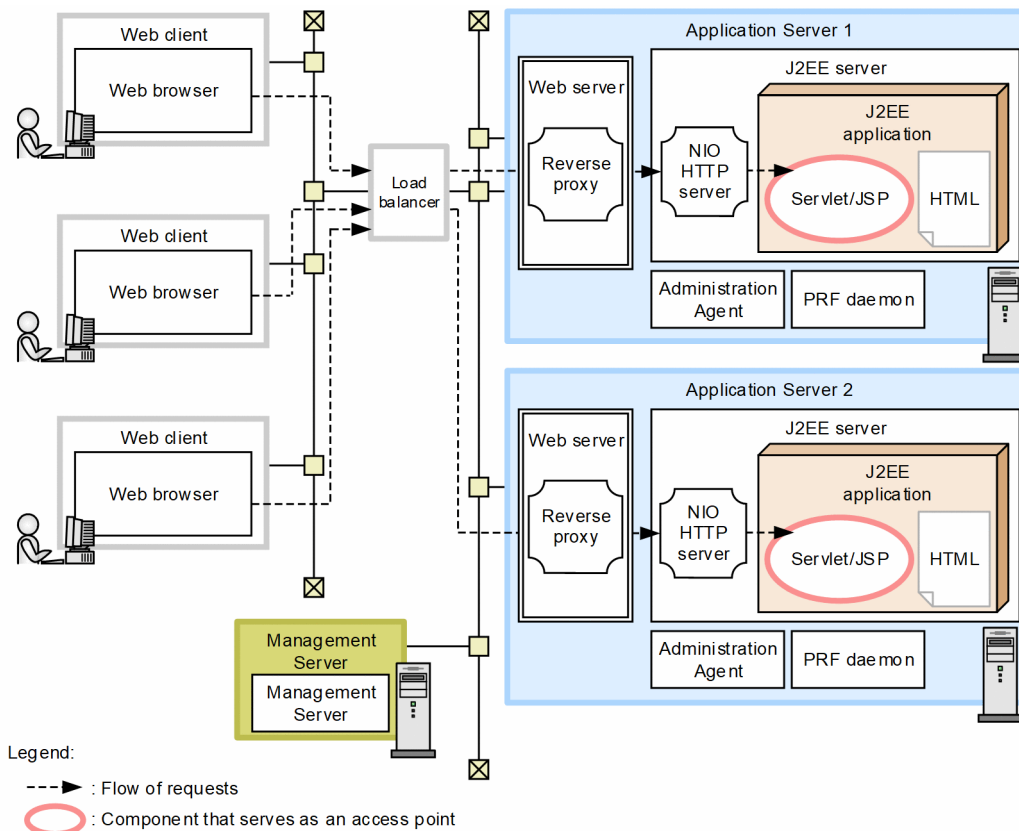 Web client
Web browser
Web client
Web browser
Web client
Web browser
Load
balancer
Application Server 1
Web server
Reverse
proxy
J2EE server
NIO
HTTP
server
J2EE
application
Servlet/JSP
HTML
Administration
Agent
PRF daemon
Application Server 2
Web server
Reverse
proxy
J2EE server
NIO
HTTP
server
J2EE
application
Servlet/JSP
HTML
Administration
Agent
PRF daemon
Management
Server
Management
Server
Legend:
: Flow of requests
: Component that serves as an access point